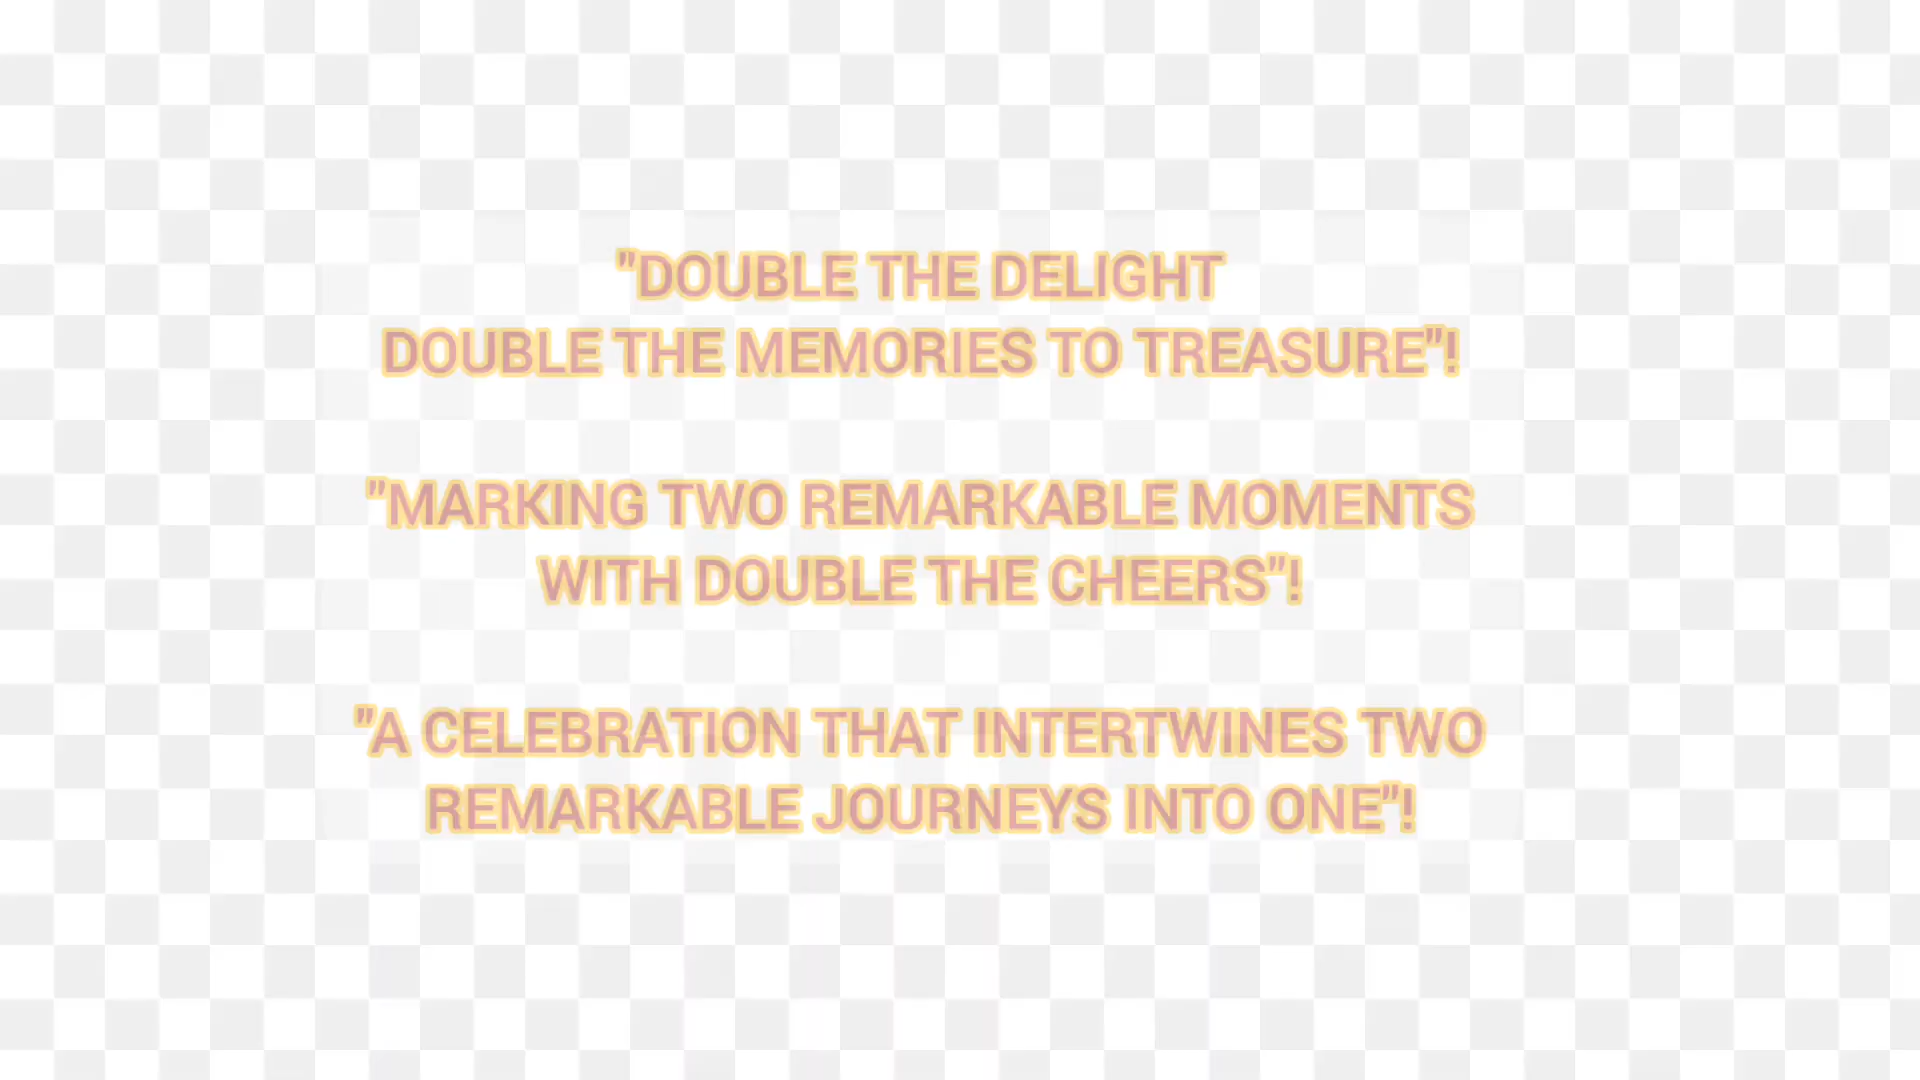 "DOUBLE THE DELIGHT
DOUBLE THE MEMORIES TO TREASURE"!
"MARKING TWO REMARKABLE MOMENTS
WITH DOUBLE THE CHEERS"!
"A CELEBRATION THAT INTERTWINES TWO
REMARKABLE JOURNEYS INTO ONE"!